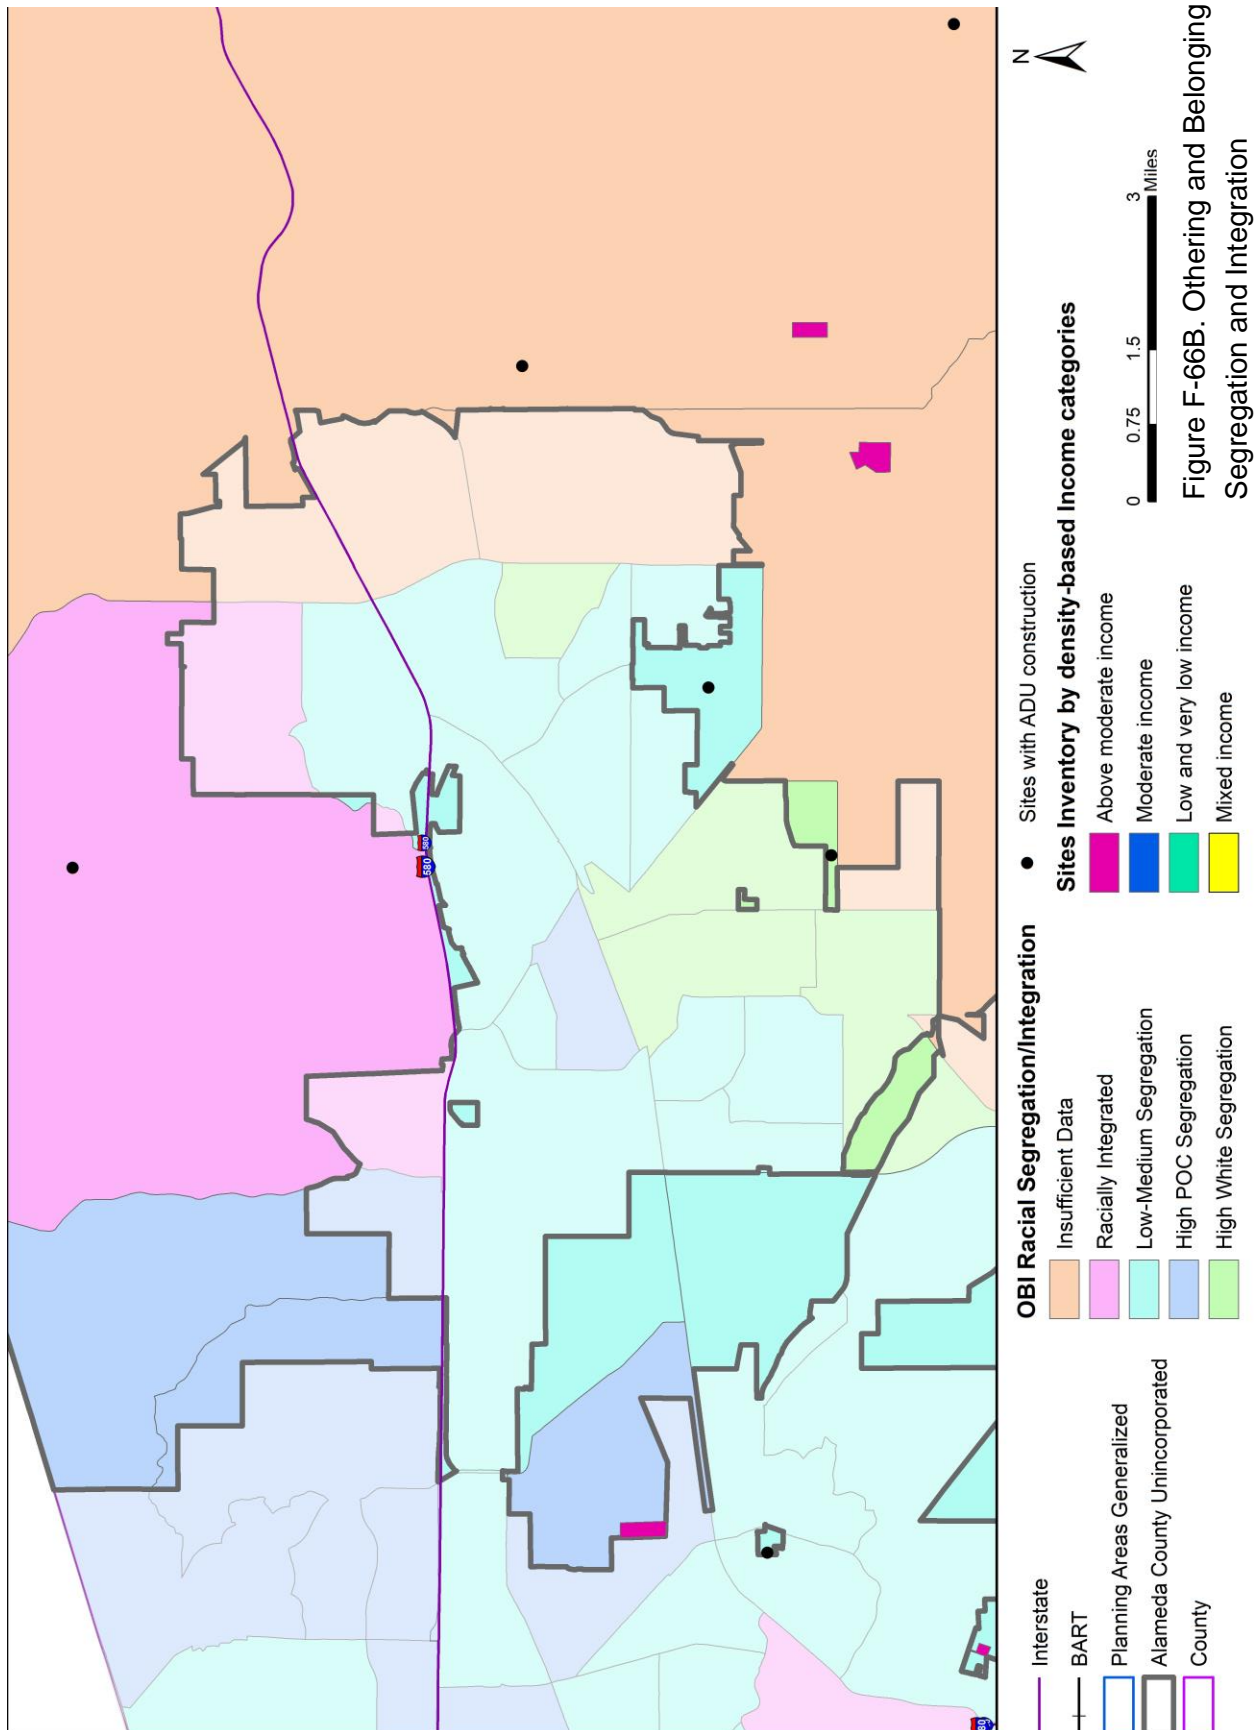 580
580
80
N
Interstate
BART
Planning Areas Generalized
Alameda County Unincorporated
County
OBI Racial Segregation/Integration
Insufficient Data
Racially Integrated
Low-Medium Segregation
High POC Segregation
High White Segregation
Sites with ADU construction
Sites Inventory by density-based Income categories
Above moderate income
Moderate income
Low and very low income
Mixed income
0 0.75 1.5 3
Miles
Figure F-66B. Othering and Belonging
Segregation and Integration